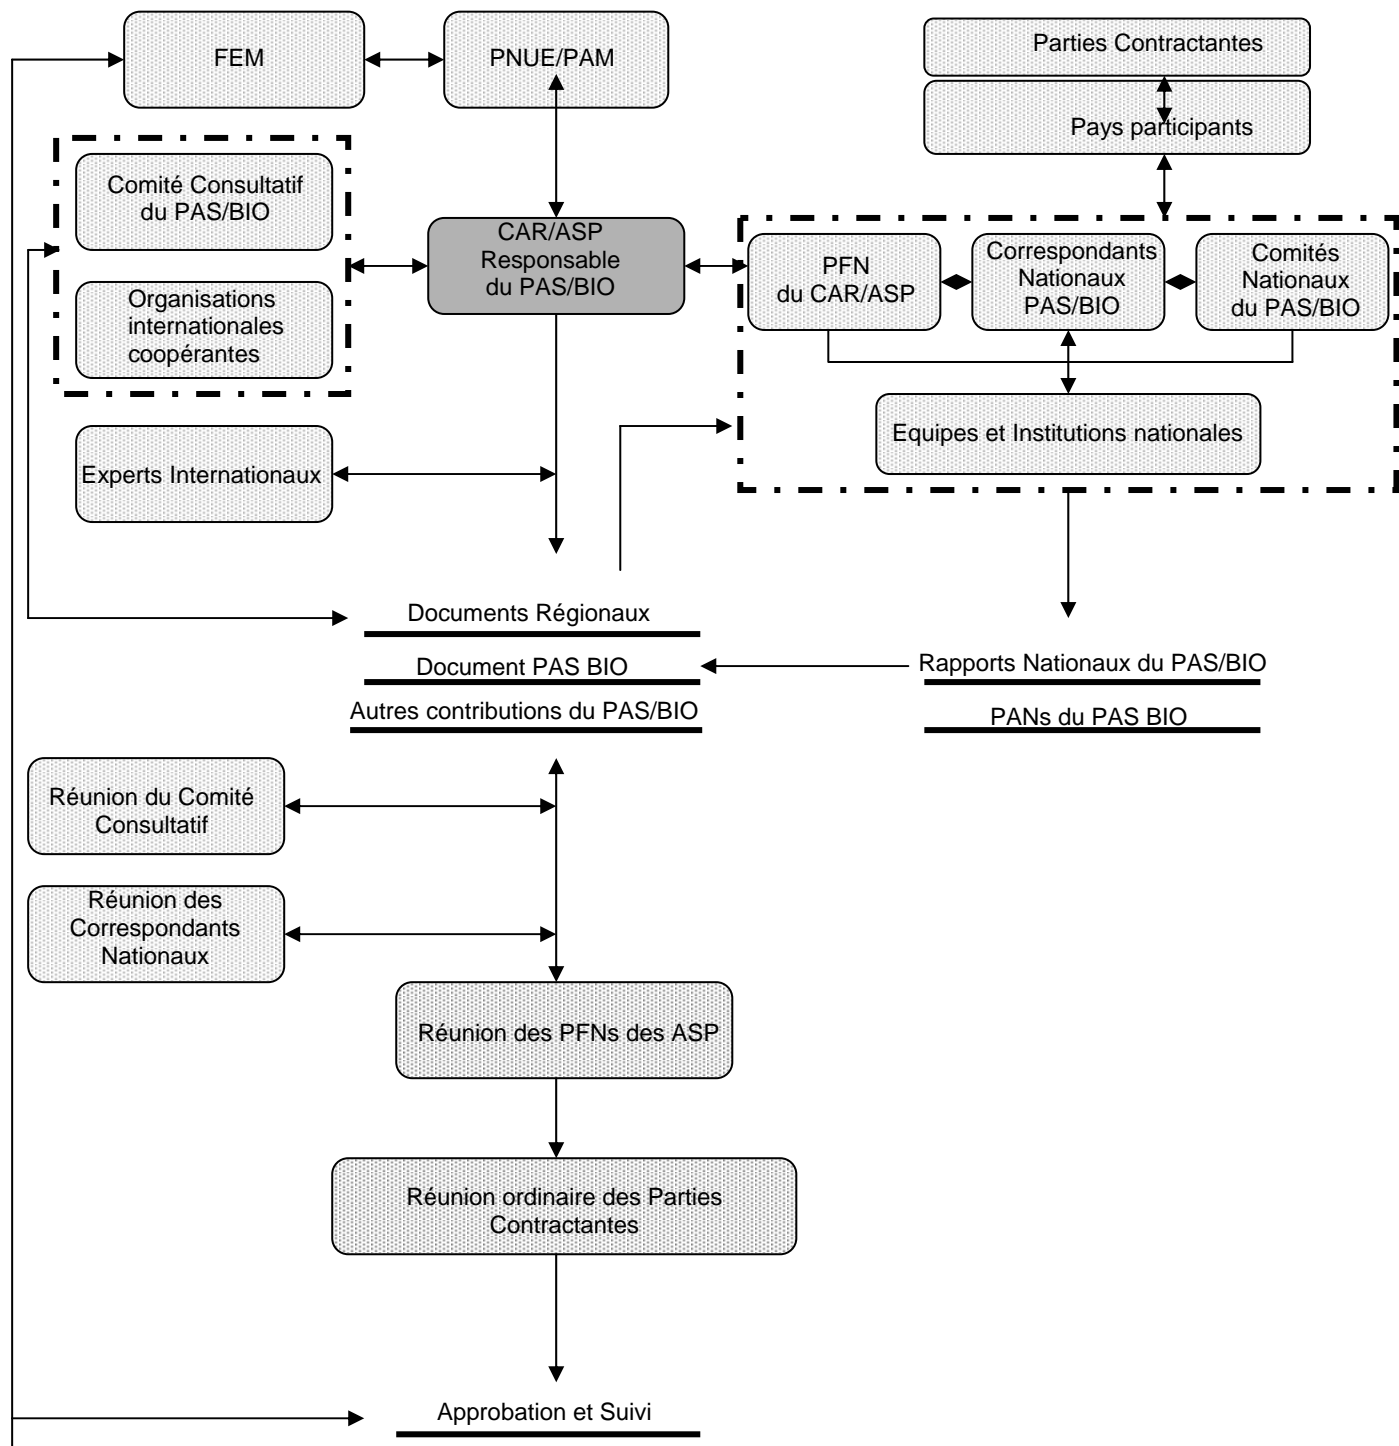 FEM
PNUE/PAM
Parties Contractantes
Pays participants
Comité Consultatif
du PAS/BIO
Organisations
internationales
coopérantes
CAR/ASP
Responsable
du PAS/BIO
PFN
du CAR/ASP
Correspondants
Nationaux
PAS/BIO
Comités
Nationaux
du PAS/BIO
Equipes et Institutions nationales
Experts Internationaux
Documents Régionaux
Document PAS BIO
Autres contributions du PAS/BIO
Rapports Nationaux du PAS/BIO
PANs du PAS BIO
Réunion du Comité
Consultatif
Réunion des
Correspondants
Nationaux
Réunion des PFNs des ASP
Réunion ordinaire des Parties
Contractantes
Approbation et Suivi